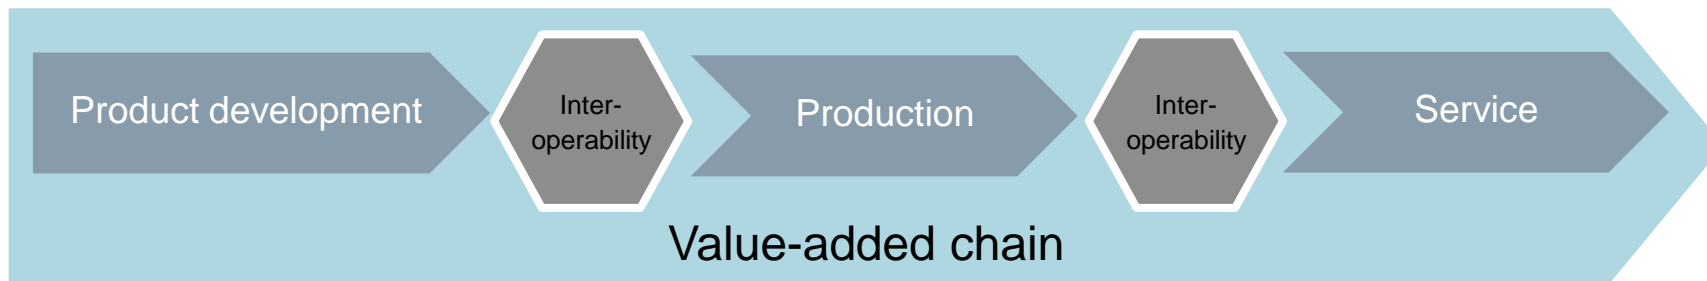 Product development
Inter-
operability
Production
Inter-
operability
Service
Value-added chain